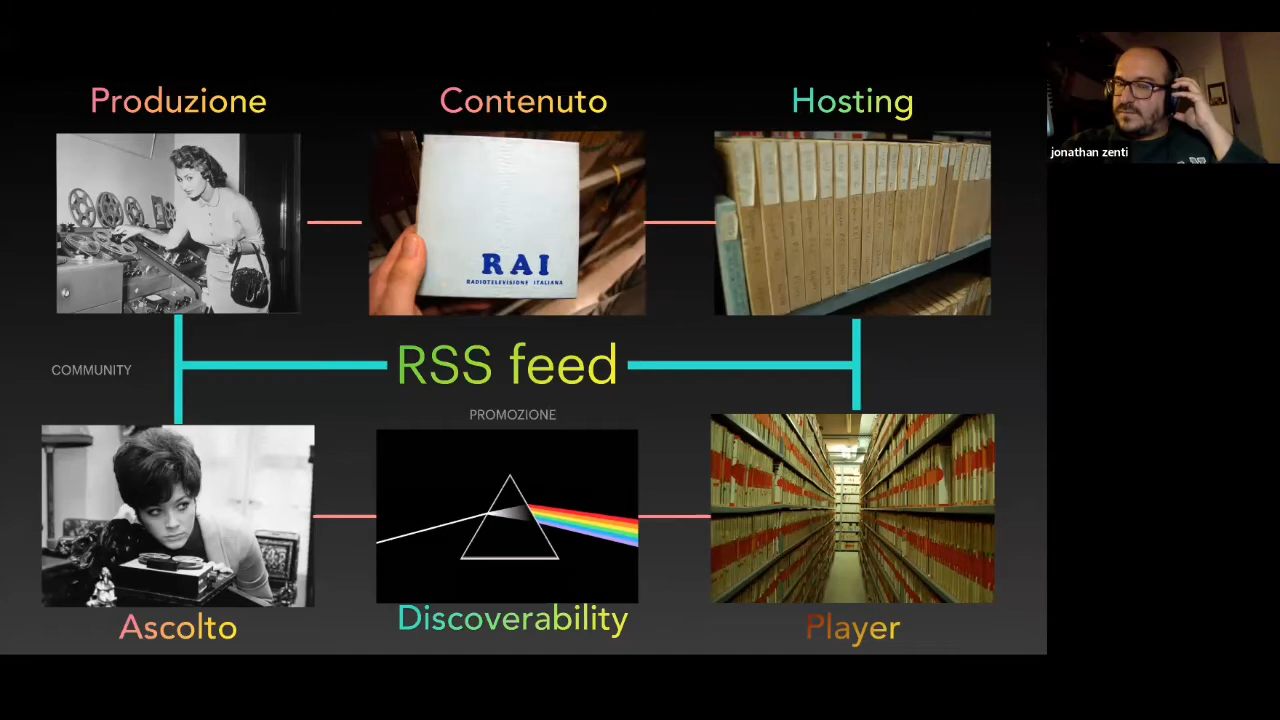 Produzione
Contenuto
Hosting
jonathan zenti
RAI
RADIOTELEVISIONE ITALIANA
RSS feed
COMMUNITY
PROMOZIONE
Ascolto
Discoverability
Player